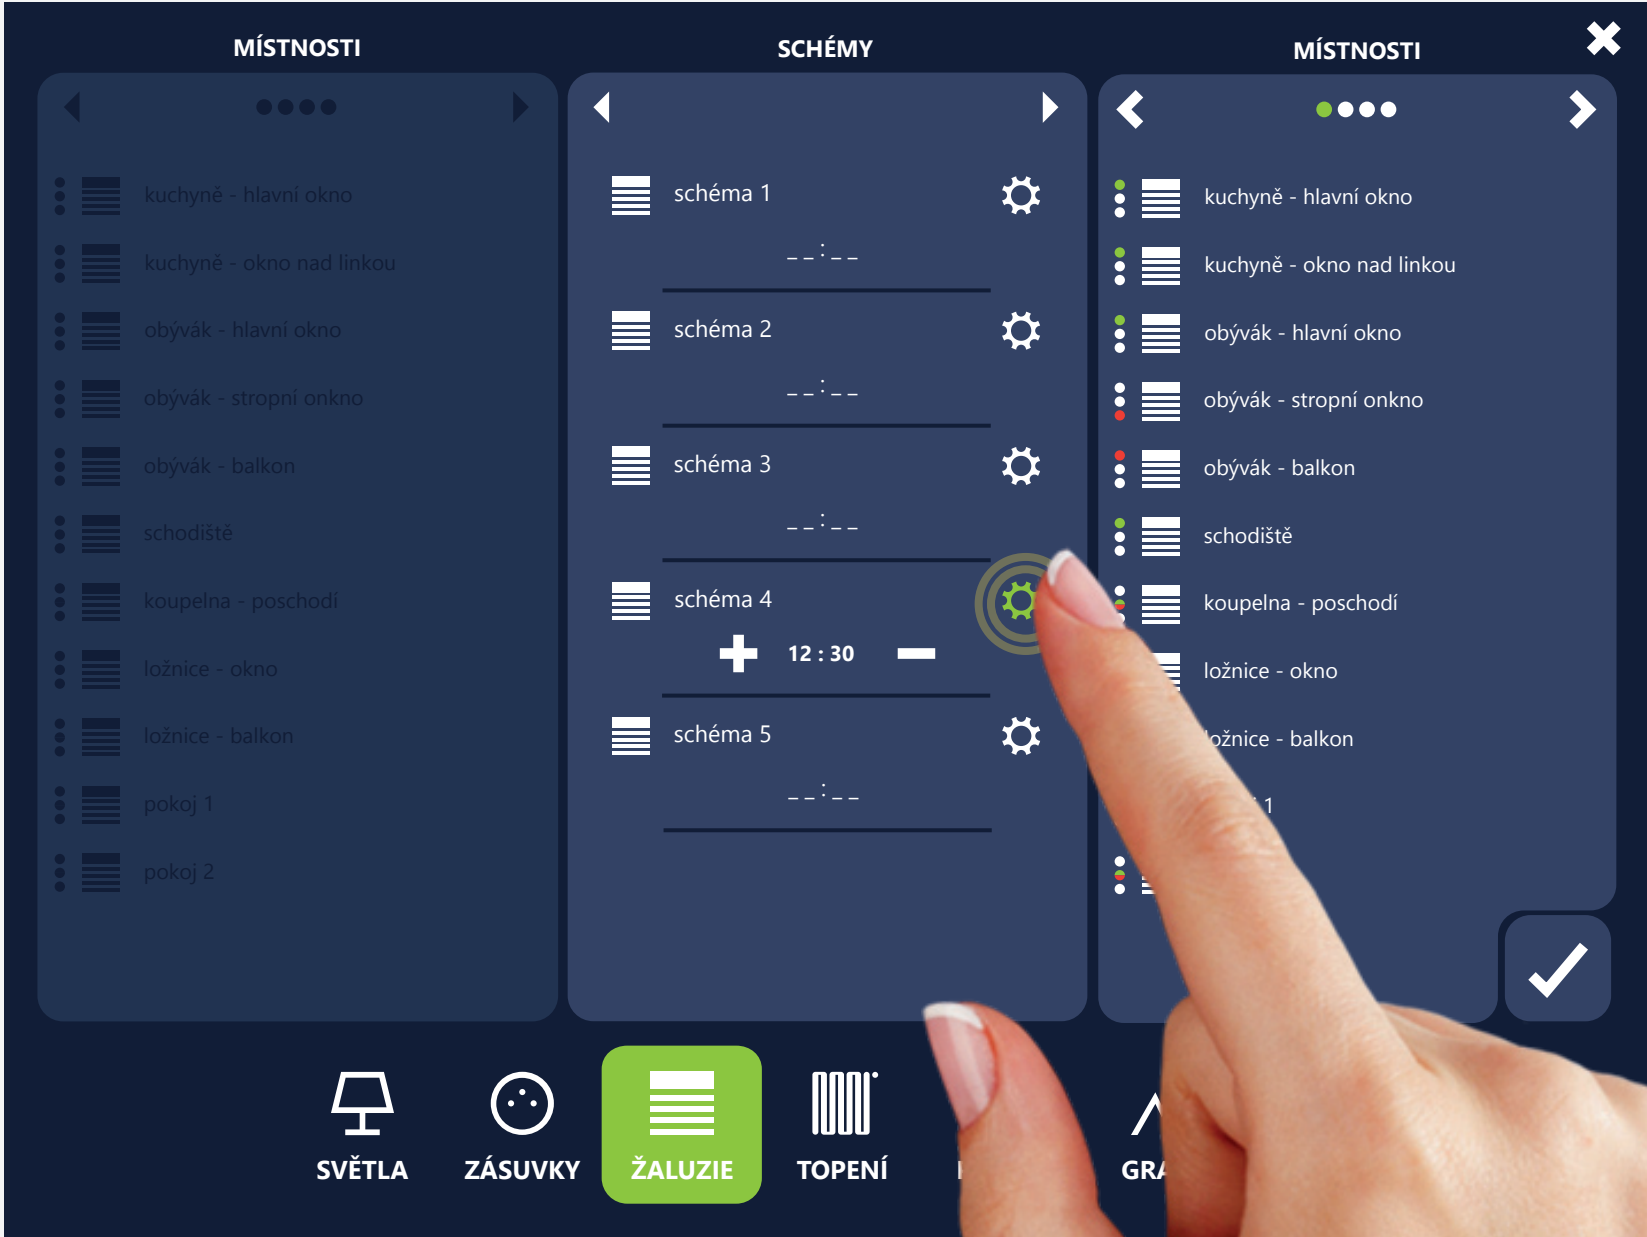 MÍSTNOSTI
kuchyně - hlavní okno
kuchyně - okno nad linkou
obývák - hlavní okno
obývák - stropní onkno
obývák - balkon
schodiště
koupelna - poschodí
ložnice - okno
ložnice - balkon
pokoj 1
pokoj 2
SCHÉMY
schéma 1
_ _ : _ _
schéma 2
_ _ : _ _
schéma 3
_ _ : _ _
schéma 4
12 : 30
schéma 5
_ _ : _ _
MÍSTNOSTI
kuchyně - hlavní okno
kuchyně - okno nad linkou
obývák - hlavní okno
obývák - stropní onkno
obývák - balkon
schodiště
koupelna - poschodí
ložnice - okno
ložnice - balkon
1
SVĚTLA
ZÁSUVKY
ŽALUZIE
TOPENÍ